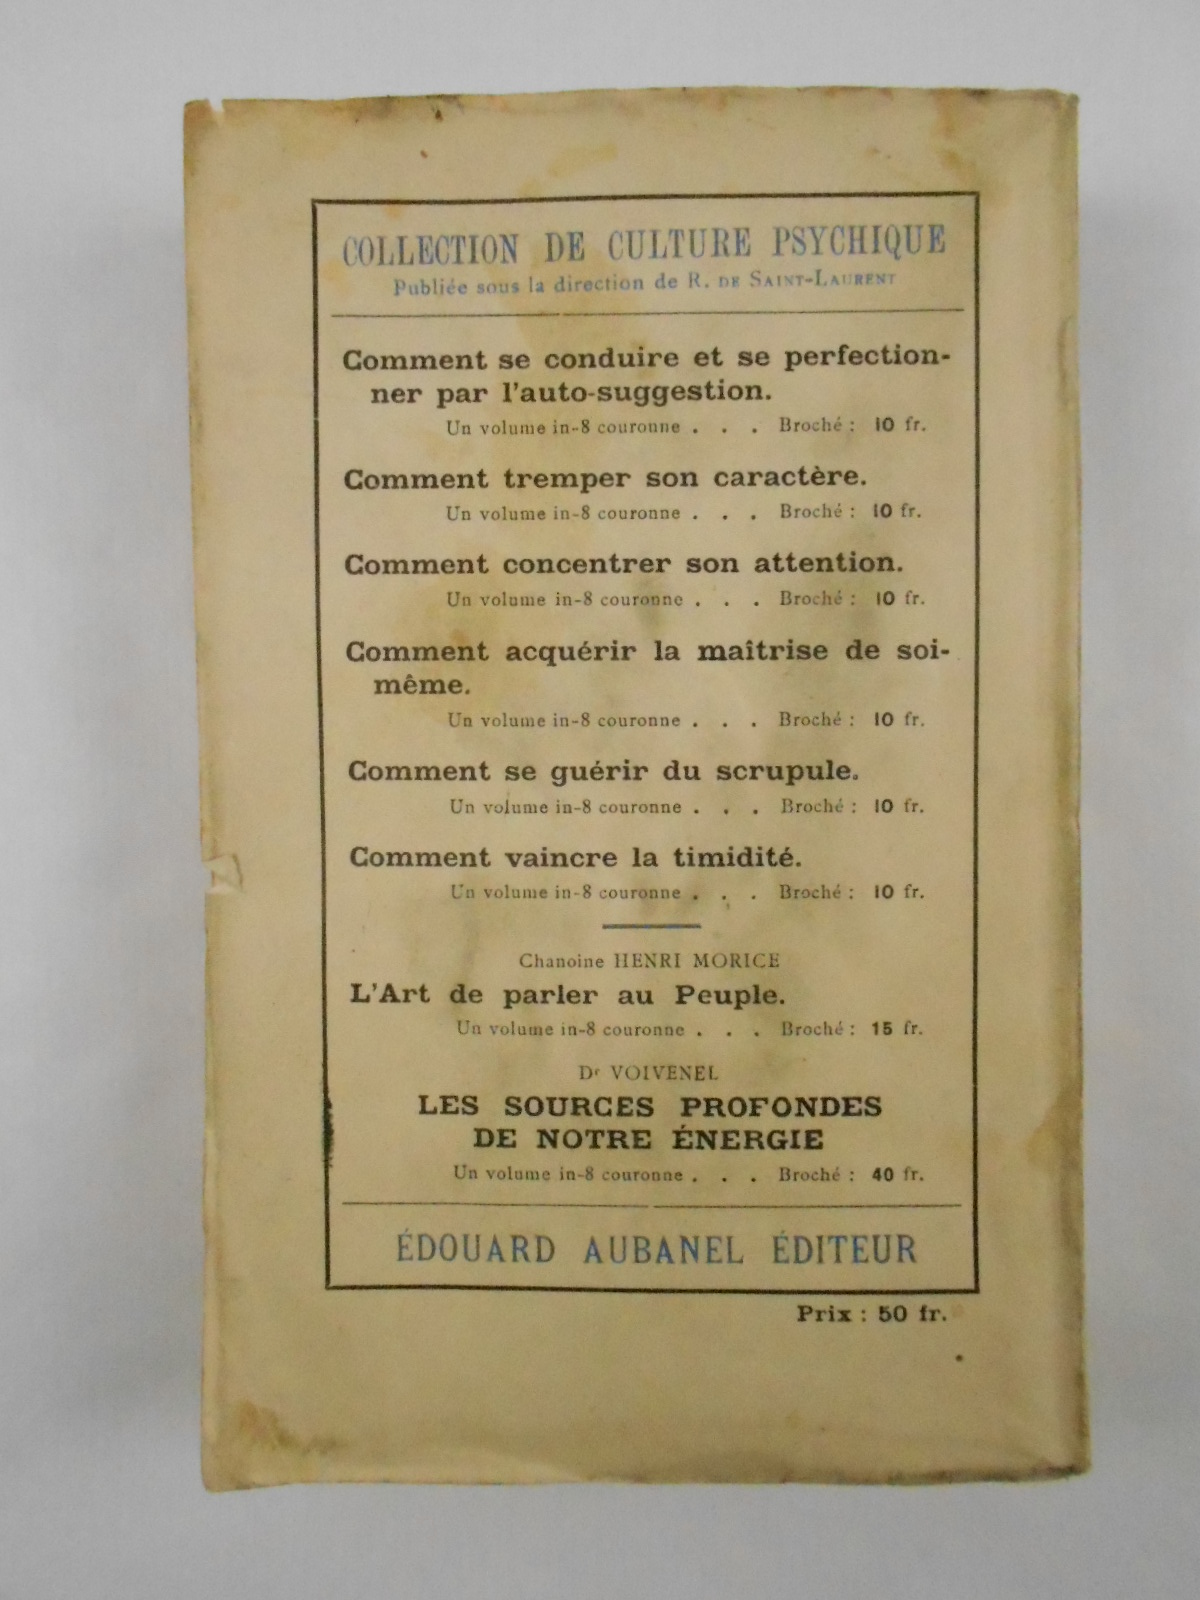 COLLECTION DE CULTURE PSYCHIQUE
Publiée sous la direction de R. DE SAINT-LAURENT
Comment se conduire et se perfection-
ner par l'auto-suggestion.
Un volume in-8 couronne . . . Broché : 10 fr.
Comment tremper son caractère.
Un volume in-8 couronne . . . Broché : 10 fr.
Comment concentrer son attention.
Un volume in-8 couronne . . . Broché : 10 fr.
Comment acquérir la maîtrise de soi-
même.
Un volume in-8 couronne . . . Broché : 10 fr.
Comment se guérir du scrupule.
Un volume in-8 couronne . . . Broché : 10 fr.
Comment vaincre la timidité.
Un volume in-8 couronne . . . Broché : 10 fr.
Chanoine HENRI MORICE
L'Art de parler au Peuple.
Un volume in-8 couronne . . . Broché : 15 fr.
Dr VOIVENEL
LES SOURCES PROFONDES
DE NOTRE ÉNERGIE
Un volume in-8 couronne . . . Broché : 40 fr.
ÉDOUARD AUBANEL ÉDITEUR
Prix : 50 fr.